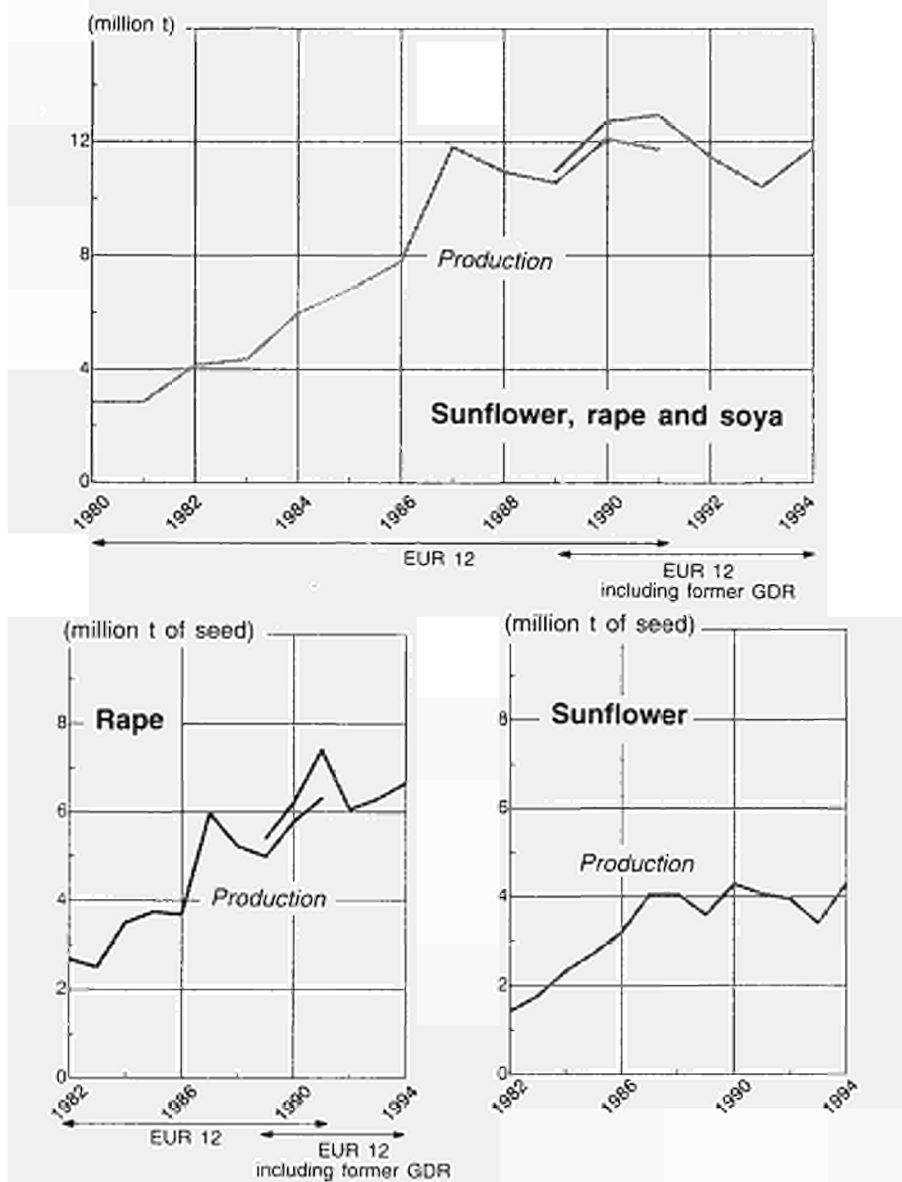 (million t)
12
8
Production
4
Sunflower, rape and soya
0
1980 1982 1984 1986 1988 1990 1992 1994
EUR 12
EUR 12
including former GDR
(million t of seed)
Rape
8
6
Production
4
2
0
1982 1986 1990 1994
EUR 12
EUR 12
including former GDR
(million t of seed)
Sunflower
8
6
Production
4
2
0
1982 1986 1990 1994